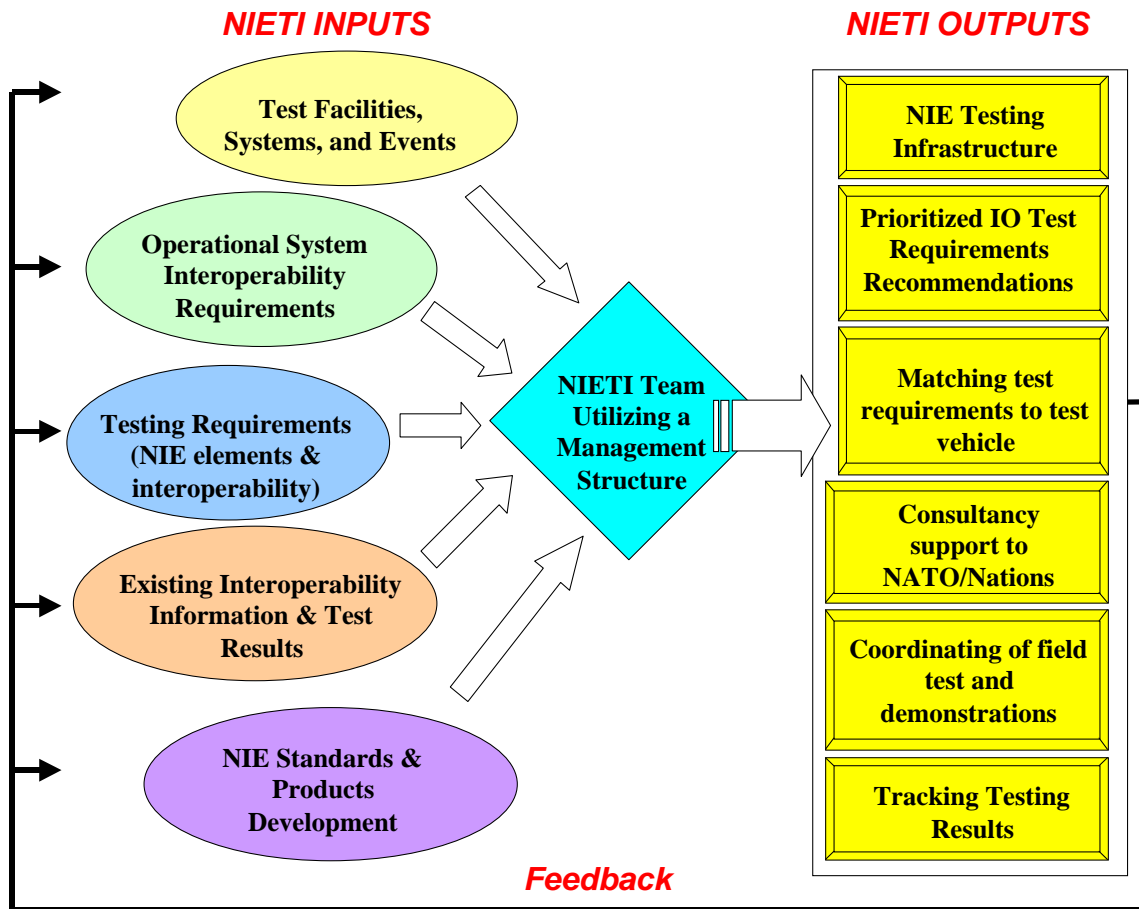 NIETI INPUTS
NIETI OUTPUTS
Test Facilities,
Systems, and Events
Operational System
Interoperability
Requirements
Testing Requirements
(NIE elements &
interoperability)
Existing Interoperability
Information & Test
Results
NIE Standards &
Products
Development
NIETI Team
Utilizing a
Management
Structure
NIE Testing
Infrastructure
Prioritized IO Test
Requirements
Recommendations
Matching test
requirements to test
vehicle
Consultancy
support to
NATO/Nations
Coordinating of field
test and
demonstrations
Tracking Testing
Results
Feedback